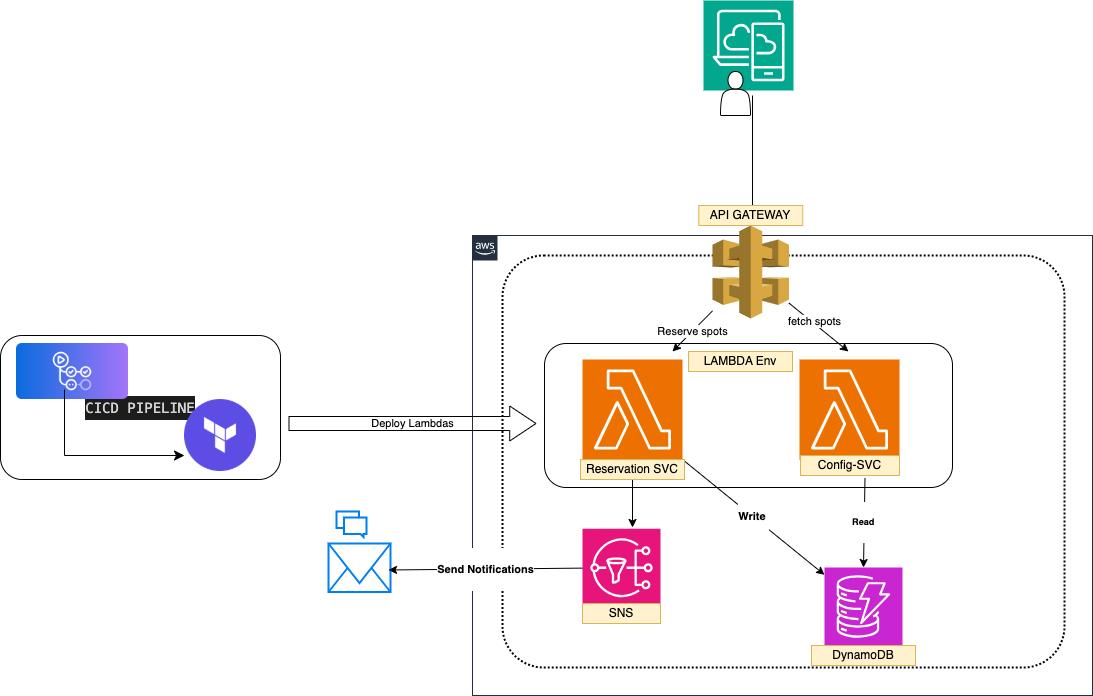 API GATEWAY
aws
fetch spots
Reserve spots
LAMBDA Env
CICD PIPELINE
Deploy Lambdas
Config-SVC
Reservation SVC
Write
Read
Send Notifications
SNS
DynamoDB